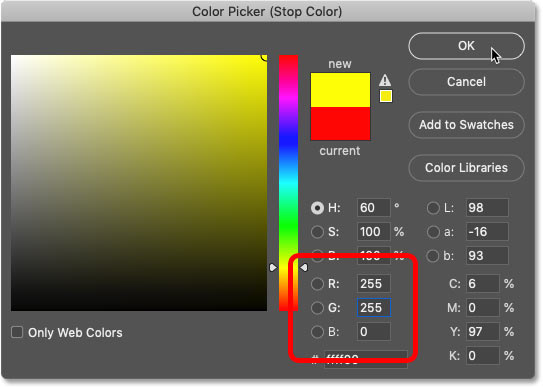 Color Picker (Stop Color)
new
current
OK
Cancel
Add to Swatches
Color Libraries
H: 60 °
S: 100 %
B: 100 %
R: 255
G: 255
B: 0
#
L: 98
a: -16
b: 93
C: 6 %
M: 0 %
Y: 97 %
K: 0 %
Only Web Colors